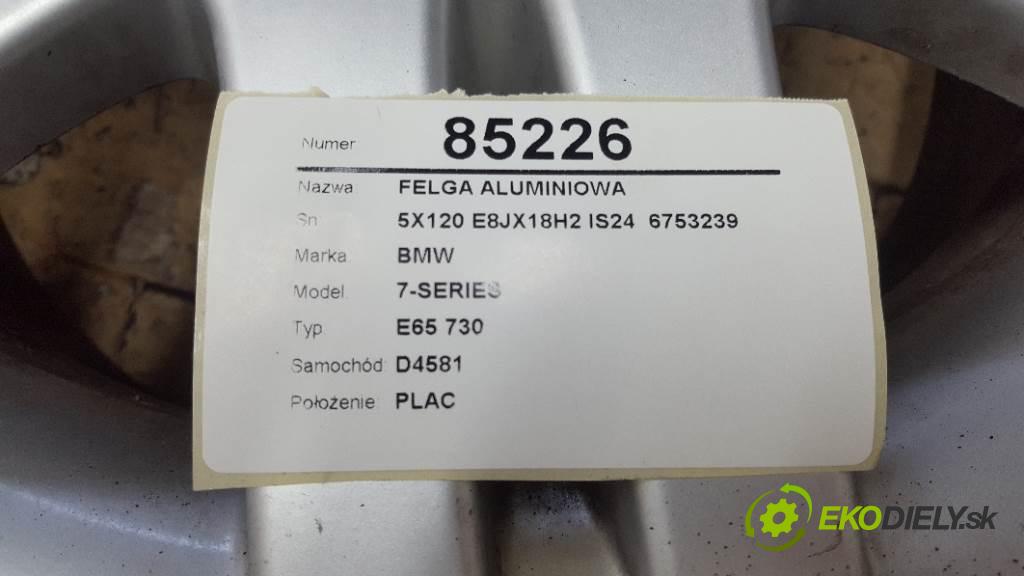 Numer 85226
Nazwa FELGA ALUMINIOWA
Sn 5X120 E8JX18H2 IS24 6753239
Marka BMW
Model 7-SERIES
Typ E65 730
Samochód: D4581
Położenie: PLAC
EKODIELY.sk